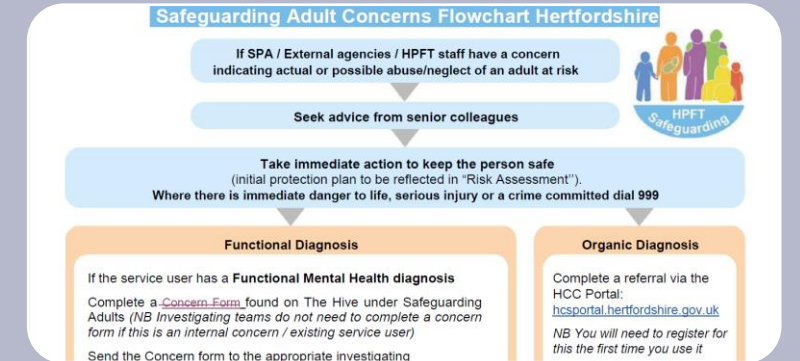 Safeguarding Adult Concerns Flowchart Hertfordshire
If SPA / External agencies / HPFT staff have a concern
indicating actual or possible abuse/neglect of an adult at risk
HPFT
Safeguarding
Seek advice from senior colleagues
Take immediate action to keep the person safe
(initial protection plan to be reflected in “Risk Assessment”).
Where there is immediate danger to life, serious injury or a crime committed dial 999
Functional Diagnosis
If the service user has a Functional Mental Health diagnosis
Complete a Concern Form found on The Hive under Safeguarding
Adults (NB Investigating teams do not need to complete a concern
form if this is an internal concern / existing service user)
Send the Concern form to the appropriate investigating
Organic Diagnosis
Complete a referral via the
HCC Portal:
hcsportal.hertfordshire.gov.uk
NB You will need to register for
this the first time you use it